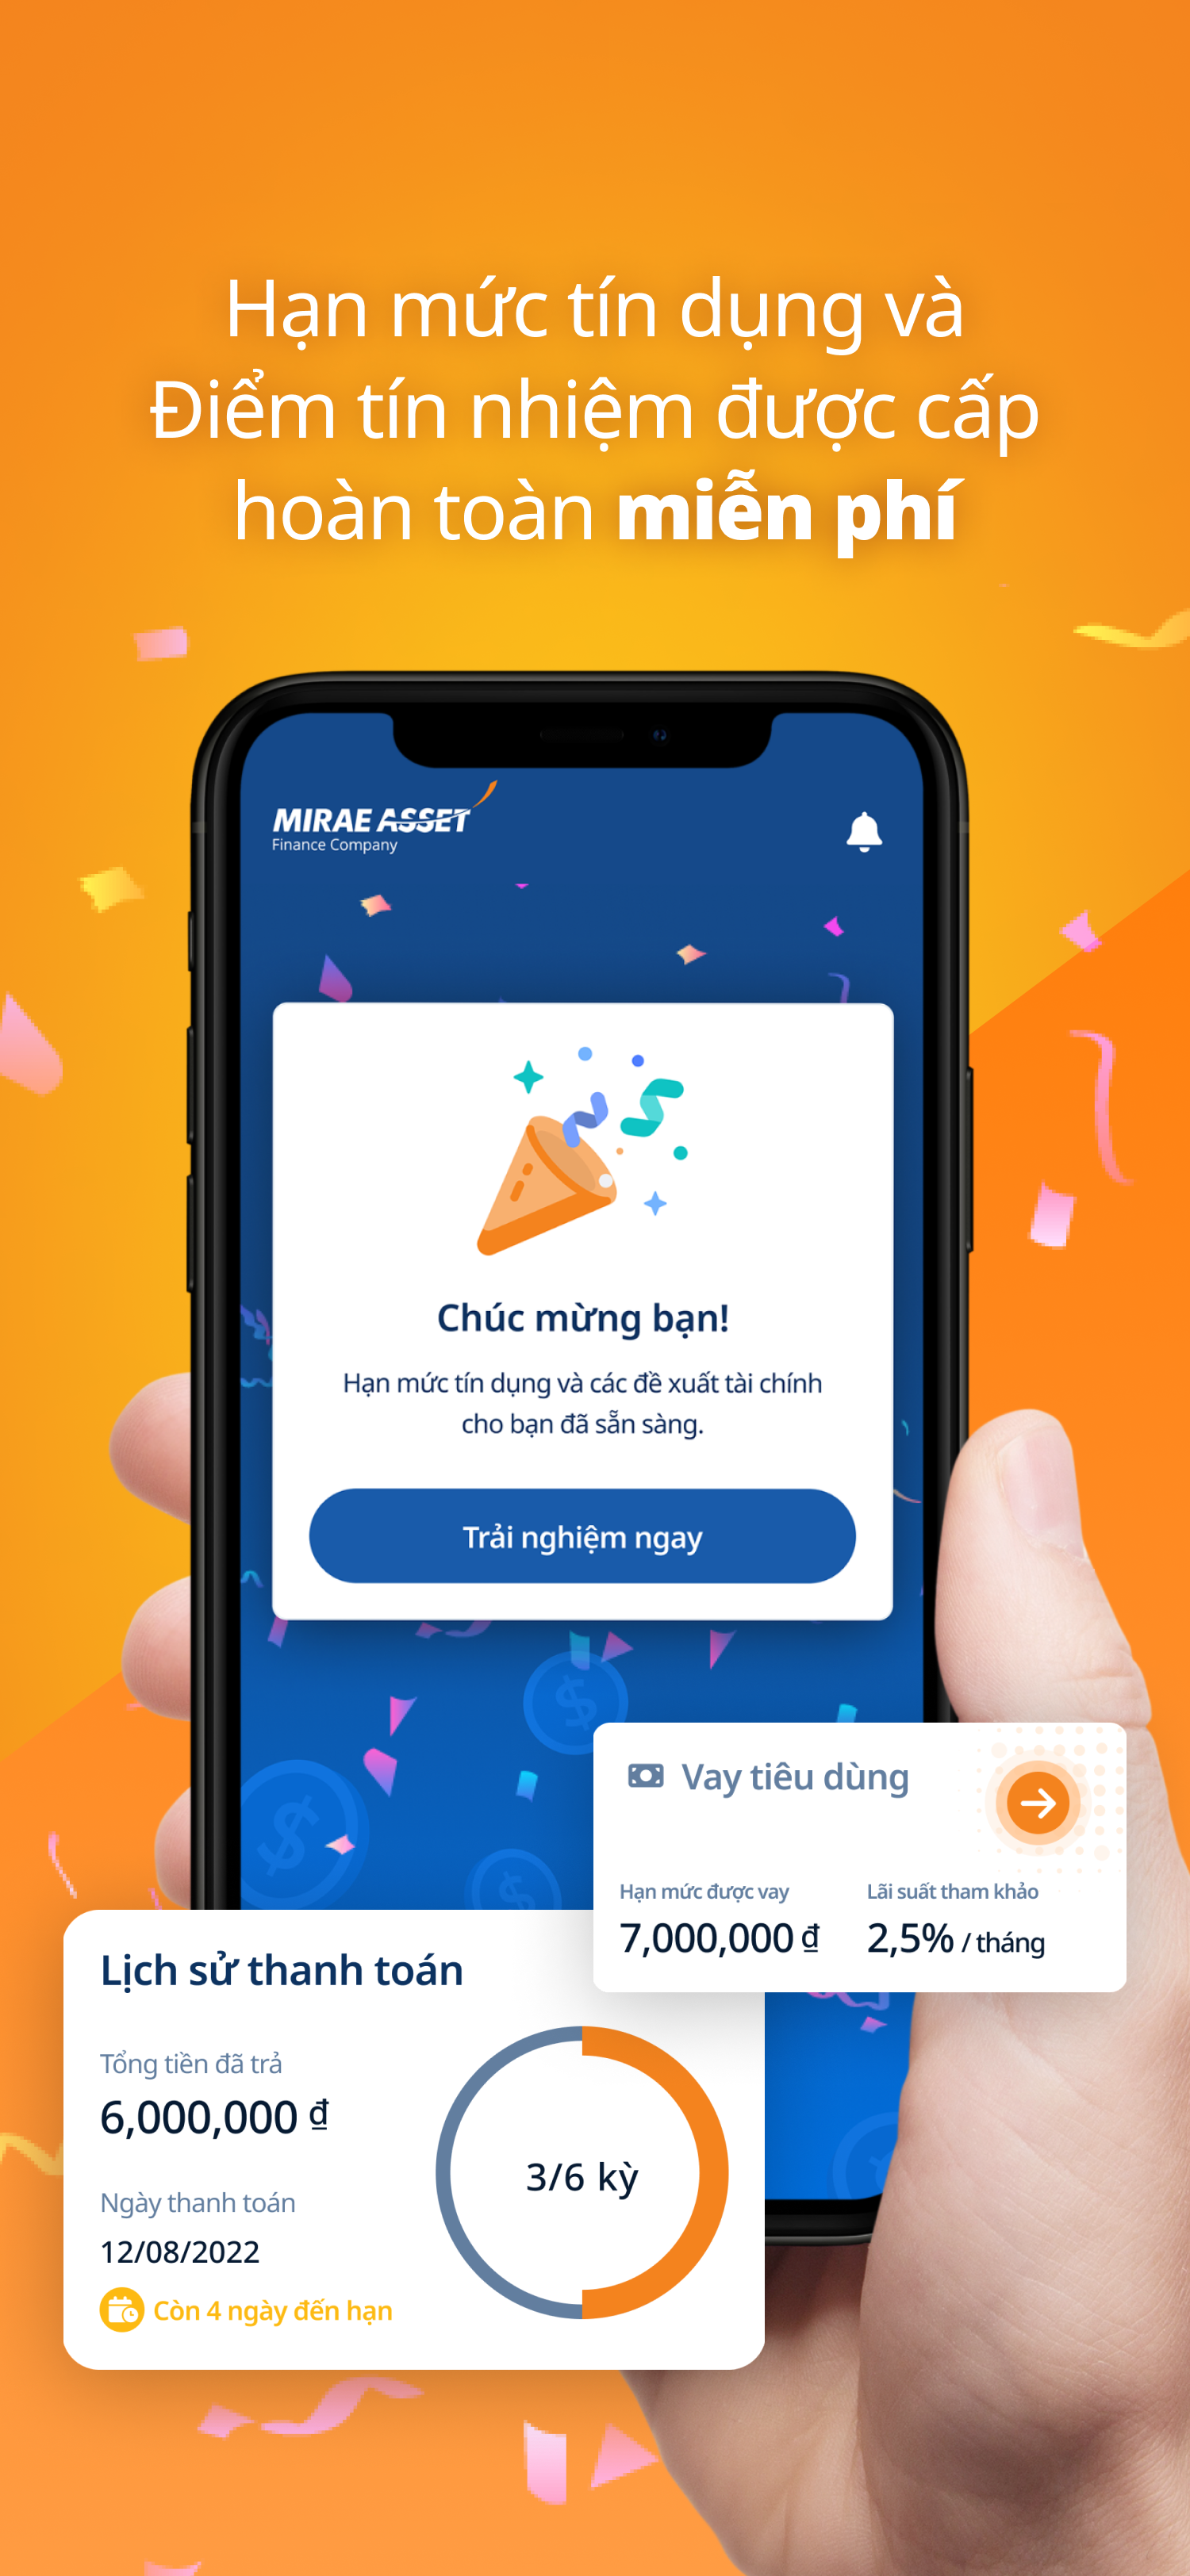 Hạn mức tín dụng và
Điểm tín nhiệm được cấp
hoàn toàn miễn phí
MIRAE ASSET
Finance Company
Chúc mừng bạn!
Hạn mức tín dụng và các đề xuất tài chính
cho bạn đã sẵn sàng.
Trải nghiệm ngay
Vay tiêu dùng
Hạn mức được vay
7,000,000 ₫
Lãi suất tham khảo
2,5% / tháng
Lịch sử thanh toán
Tổng tiền đã trả
6,000,000 ₫
Ngày thanh toán
12/08/2022
Còn 4 ngày đến hạn
3/6 kỳ